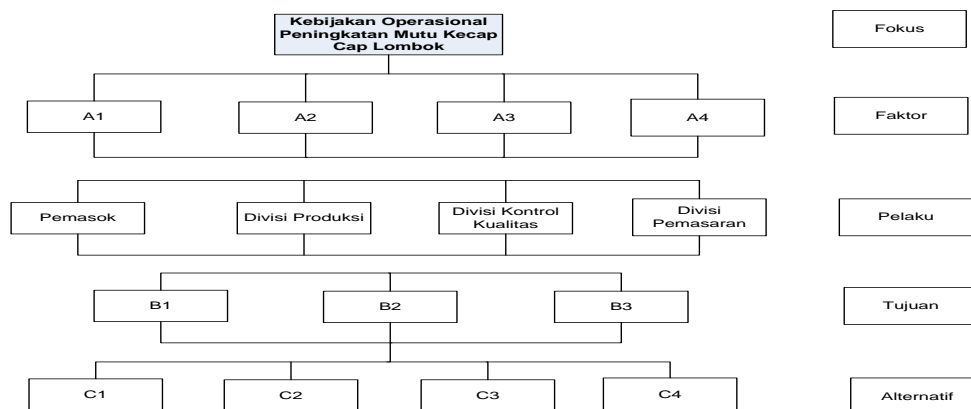 Kebijakan Operasional
Peningkatan Mutu Kecap
Cap Lombok
Fokus
A1
A2
A3
A4
Faktor
Pemasok
Divisi Produksi
Divisi Kontrol
Kualitas
Divisi
Pemasaran
Pelaku
B1
B2
B3
Tujuan
C1
C2
C3
C4
Alternatif